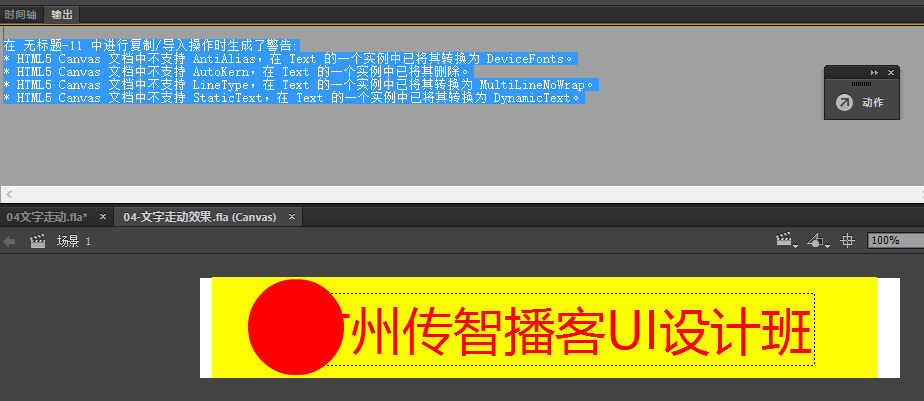 时间轴 输出
在 无标题-11 中进行复制/导入操作时生成了警告:
* HTML5 Canvas 文档中不支持 AntiAlias，在 Text 的一个实例中已将其转换为 DeviceFonts。
* HTML5 Canvas 文档中不支持 AutoKern，在 Text 的一个实例中已将其删除。
* HTML5 Canvas 文档中不支持 LineType，在 Text 的一个实例中已将其转换为 MultiLineNoWrap。
* HTML5 Canvas 文档中不支持 StaticText，在 Text 的一个实例中已将其转换为 DynamicText。
动作
04文字走动.fla* × 04-文字走动效果.fla (Canvas) ×
场景 1 100%
州传智播客UI设计班